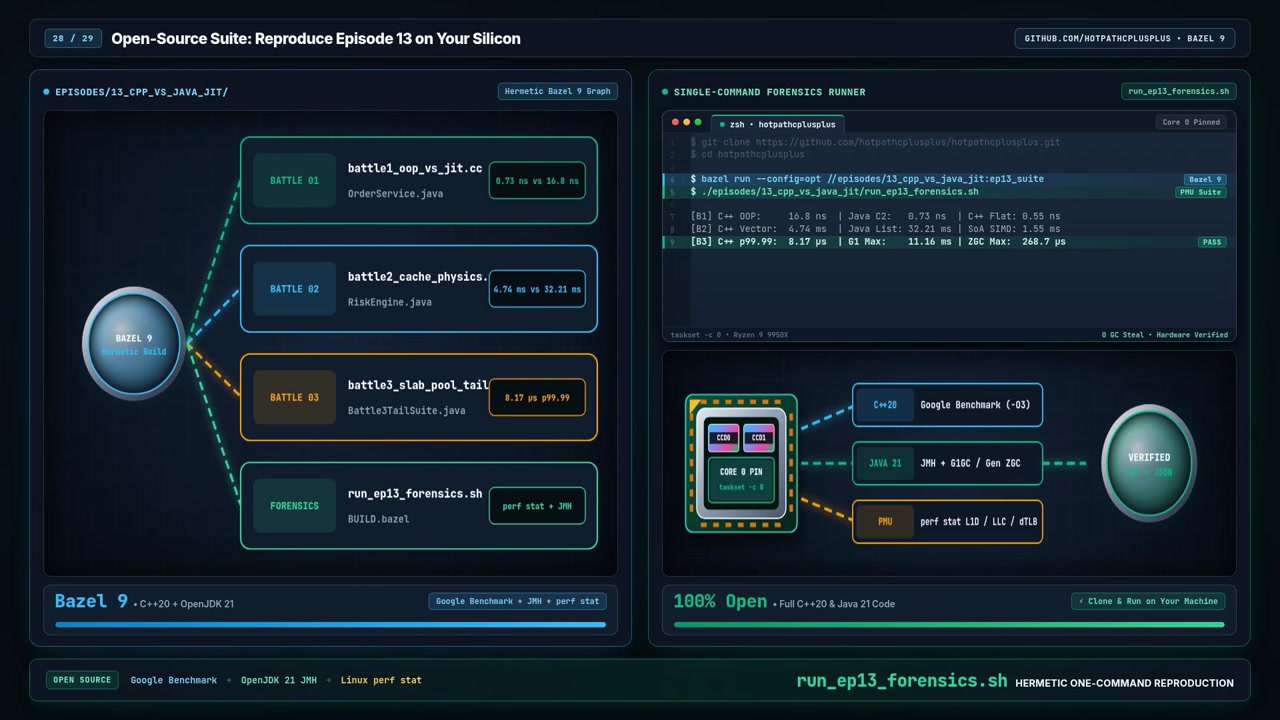 28 / 29
Open-Source Suite: Reproduce Episode 13 on Your Silicon
GITHUB.COM/HOTPATHCPLUSPLUS • BAZEL 9
EPISODES/13_CPP_VS_JAVA_JIT/
Hermetic Bazel 9 Graph
BAZEL 9
Hermetic Build
BATTLE 01
battle1_oop_vs_jit.cc
OrderService.java
0.73 ns vs 16.8 ns
BATTLE 02
battle2_cache_physics.
RiskEngine.java
4.74 ms vs 32.21 ms
BATTLE 03
battle3_slab_pool_tail
Battle3TailSuite.java
8.17 µs p99.99
FORENSICS
run_ep13_forensics.sh
BUILD.bazel
perf stat + JMH
Bazel 9 • C++20 + OpenJDK 21
Google Benchmark + JMH + perf stat
SINGLE-COMMAND FORENSICS RUNNER
run_ep13_forensics.sh
zsh • hotpathcplusplus
Core 0 Pinned
1 $ git clone https://github.com/hotpathcplusplus/hotpathcplusplus.git
2 $ cd hotpathcplusplus
3
4 $ bazel run --config=opt //episodes/13_cpp_vs_java_jit:ep13_suite
Bazel 9
5 $ ./episodes/13_cpp_vs_java_jit/run_ep13_forensics.sh
PMU Suite
6
7 [B1] C++ OOP: 16.8 ns | Java C2: 0.73 ns | C++ Flat: 0.55 ns
8 [B2] C++ Vector: 4.74 ms | Java List: 32.21 ms | SoA SIMD: 1.55 ms
9 [B3] C++ p99.99: 8.17 µs | G1 Max: 11.16 ms | ZGC Max: 268.7 µs
PASS
taskset -c 0 • Ryzen 9 9950X
0 GC Steal • Hardware Verified
CCD0
CCD1
CORE 0 PIN
taskset -c 0
C++20
Google Benchmark (-O3)
JAVA 21
JMH + G1GC / Gen ZGC
PMU
perf stat L1D / LLC / dTLB
VERIFIED
JSON
100% Open • Full C++20 & Java 21 Code
⚡ Clone & Run on Your Machine
OPEN SOURCE
Google Benchmark + OpenJDK 21 JMH + Linux perf stat
run_ep13_forensics.sh HERMETIC ONE-COMMAND REPRODUCTION